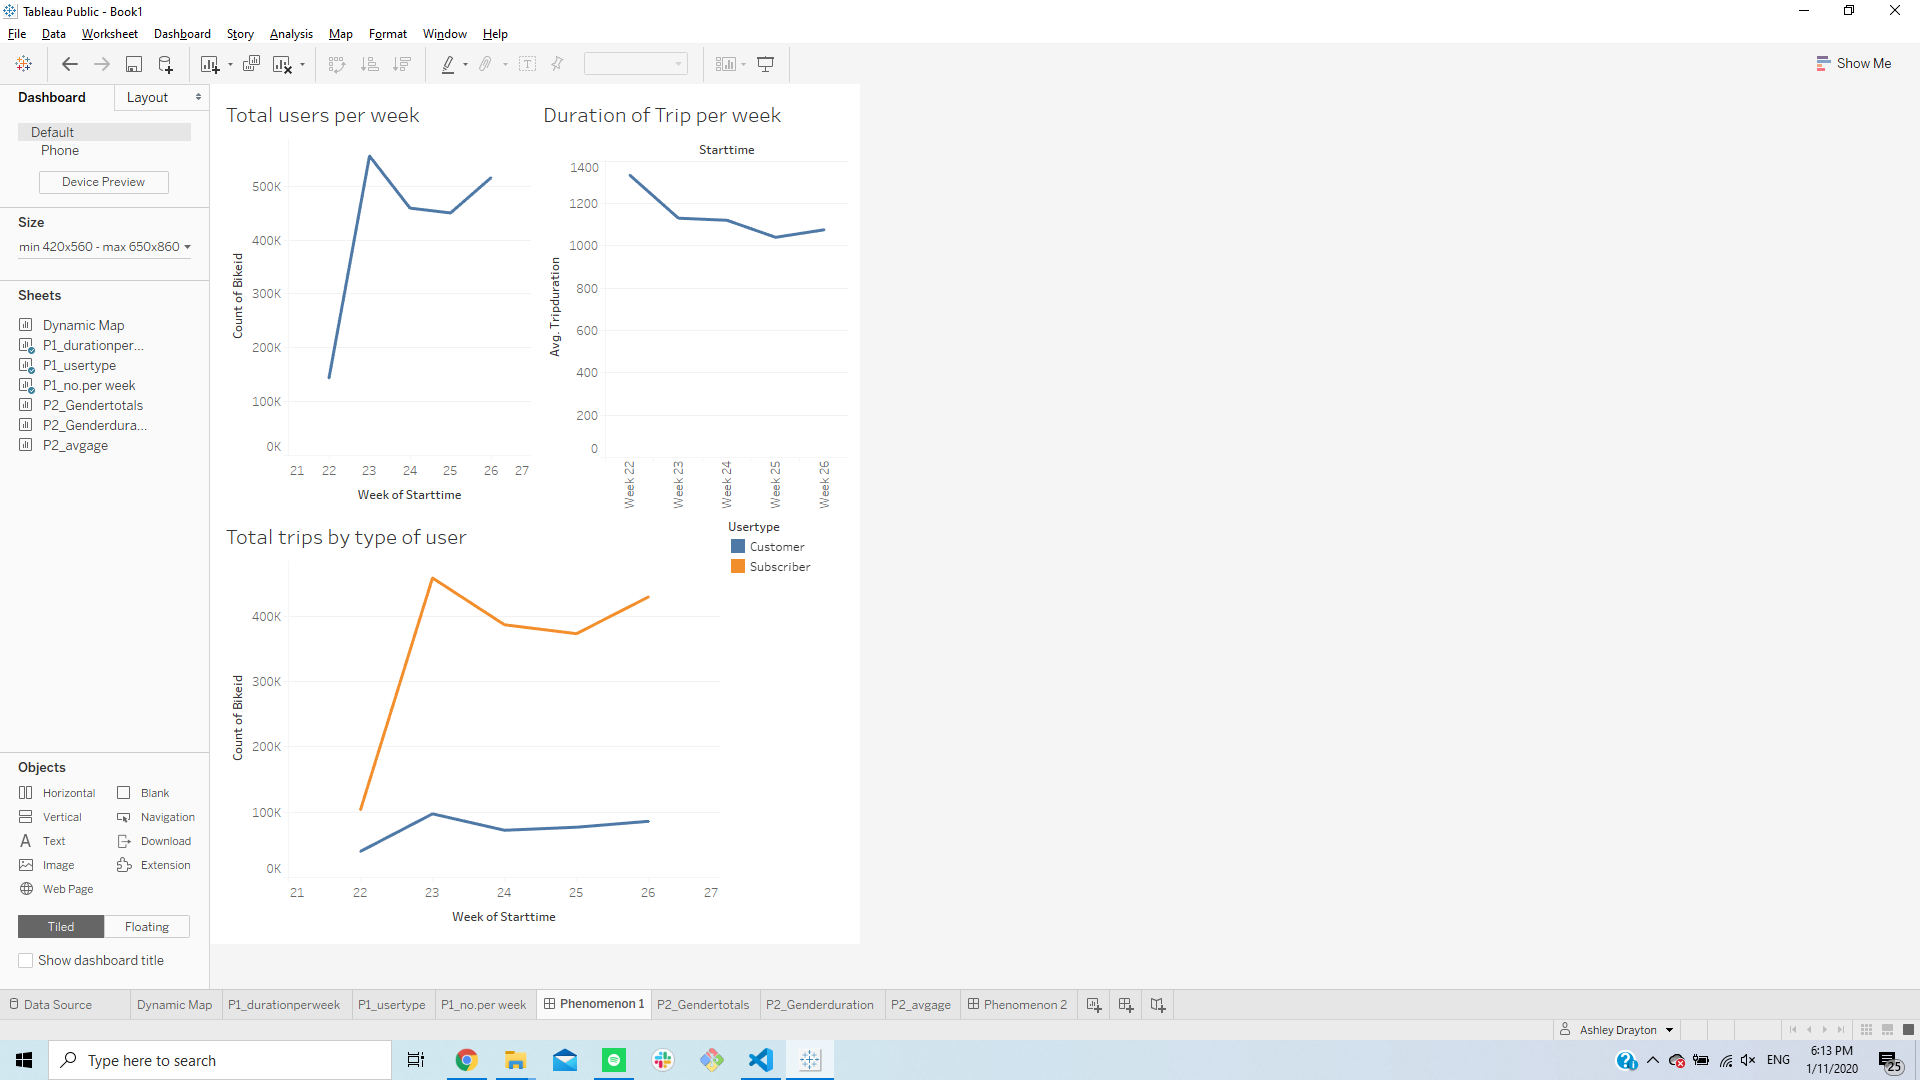 Tableau Public - Book1
File Data Worksheet Dashboard Story Analysis Map Format Window Help
Show Me
Dashboard Layout
Default
Phone
Device Preview
Size
min 420x560 - max 650x860
Sheets
Dynamic Map
P1_durationper...
P1_usertype
P1_no.per week
P2_Gendertotals
P2_Genderdura...
P2_avgage
Objects
Horizontal Blank
Vertical Navigation
Text Download
Image Extension
Web Page
Tiled Floating
Show dashboard title
Total users per week
Count of Bikeid
500K
400K
300K
200K
100K
0K
21 22 23 24 25 26 27
Week of Starttime
Duration of Trip per week
Starttime
Avg. Tripduration
1400
1200
1000
800
600
400
200
0
Week 22
Week 23
Week 24
Week 25
Week 26
Total trips by type of user
Count of Bikeid
400K
300K
200K
100K
0K
21 22 23 24 25 26 27
Week of Starttime
Usertype
Customer
Subscriber
Data Source Dynamic Map P1_durationperweek P1_usertype P1_no.per week Phenomenon 1 P2_Gendertotals P2_Genderduration P2_avgage Phenomenon 2
Ashley Drayton
Type here to search
ENG
6:13 PM
1/11/2020
25